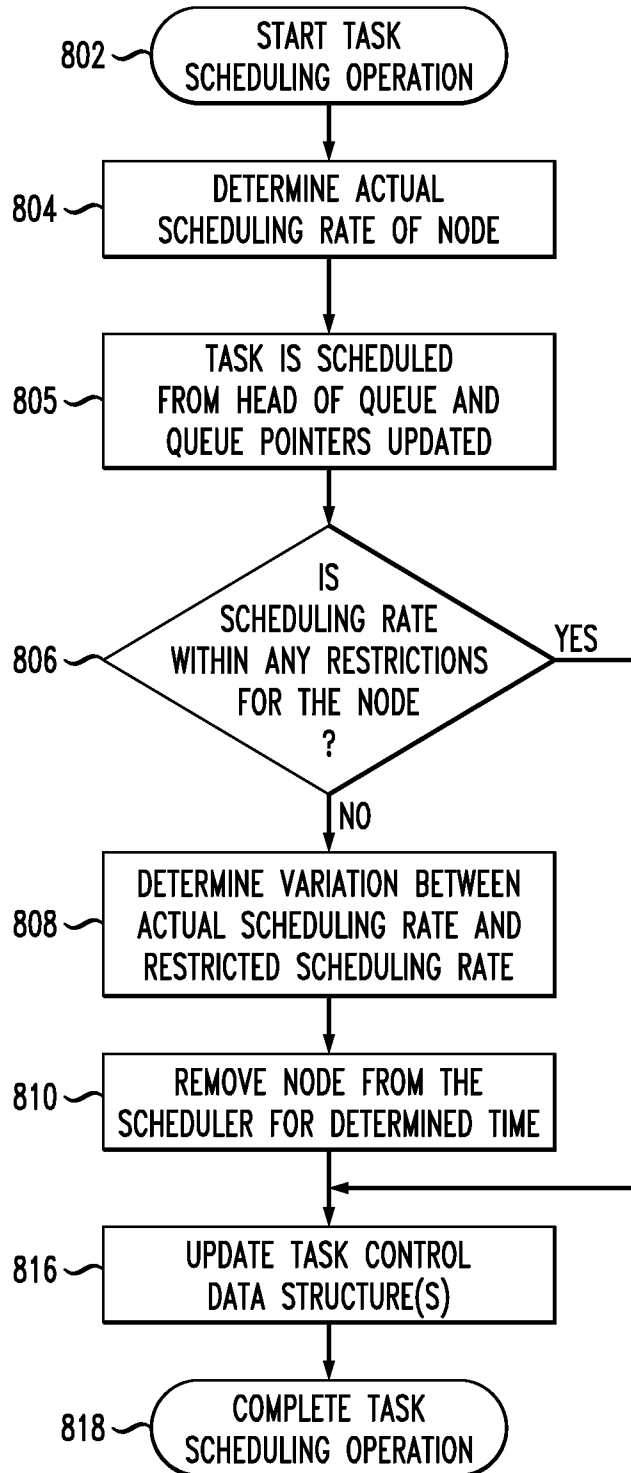 802
START TASK
SCHEDULING OPERATION
804
DETERMINE ACTUAL
SCHEDULING RATE OF NODE
805
TASK IS SCHEDULED
FROM HEAD OF QUEUE AND
QUEUE POINTERS UPDATED
806
IS
SCHEDULING RATE
WITHIN ANY RESTRICTIONS
FOR THE NODE
?
YES
NO
808
DETERMINE VARIATION BETWEEN
ACTUAL SCHEDULING RATE AND
RESTRICTED SCHEDULING RATE
810
REMOVE NODE FROM THE
SCHEDULER FOR DETERMINED TIME
816
UPDATE TASK CONTROL
DATA STRUCTURE(S)
818
COMPLETE TASK
SCHEDULING OPERATION